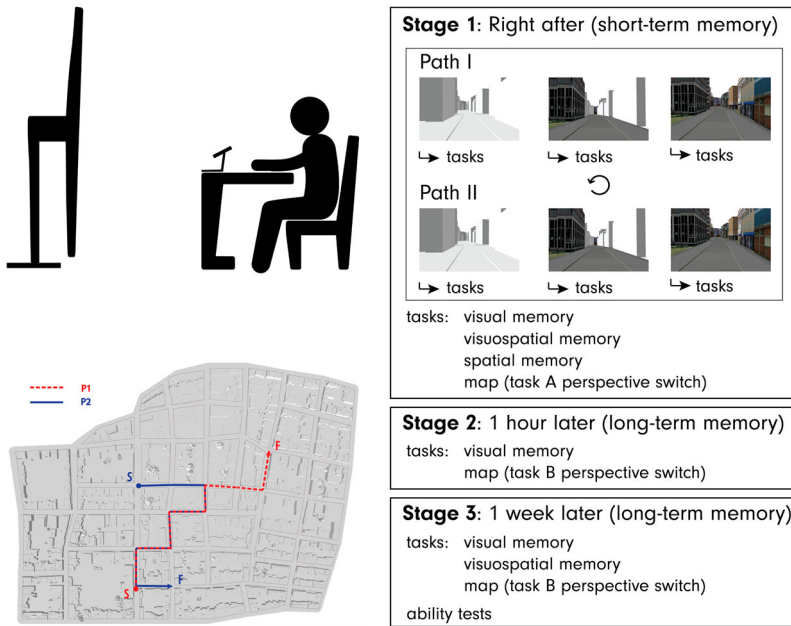 Stage 1: Right after (short-term memory)
Path I
tasks
tasks
tasks
Path II
tasks
tasks
tasks
tasks: visual memory
visuospatial memory
spatial memory
map (task A perspective switch)
Stage 2: 1 hour later (long-term memory)
tasks: visual memory
map (task B perspective switch)
Stage 3: 1 week later (long-term memory)
tasks: visual memory
visuospatial memory
map (task B perspective switch)
ability tests
P1
P2
F
S
F
S